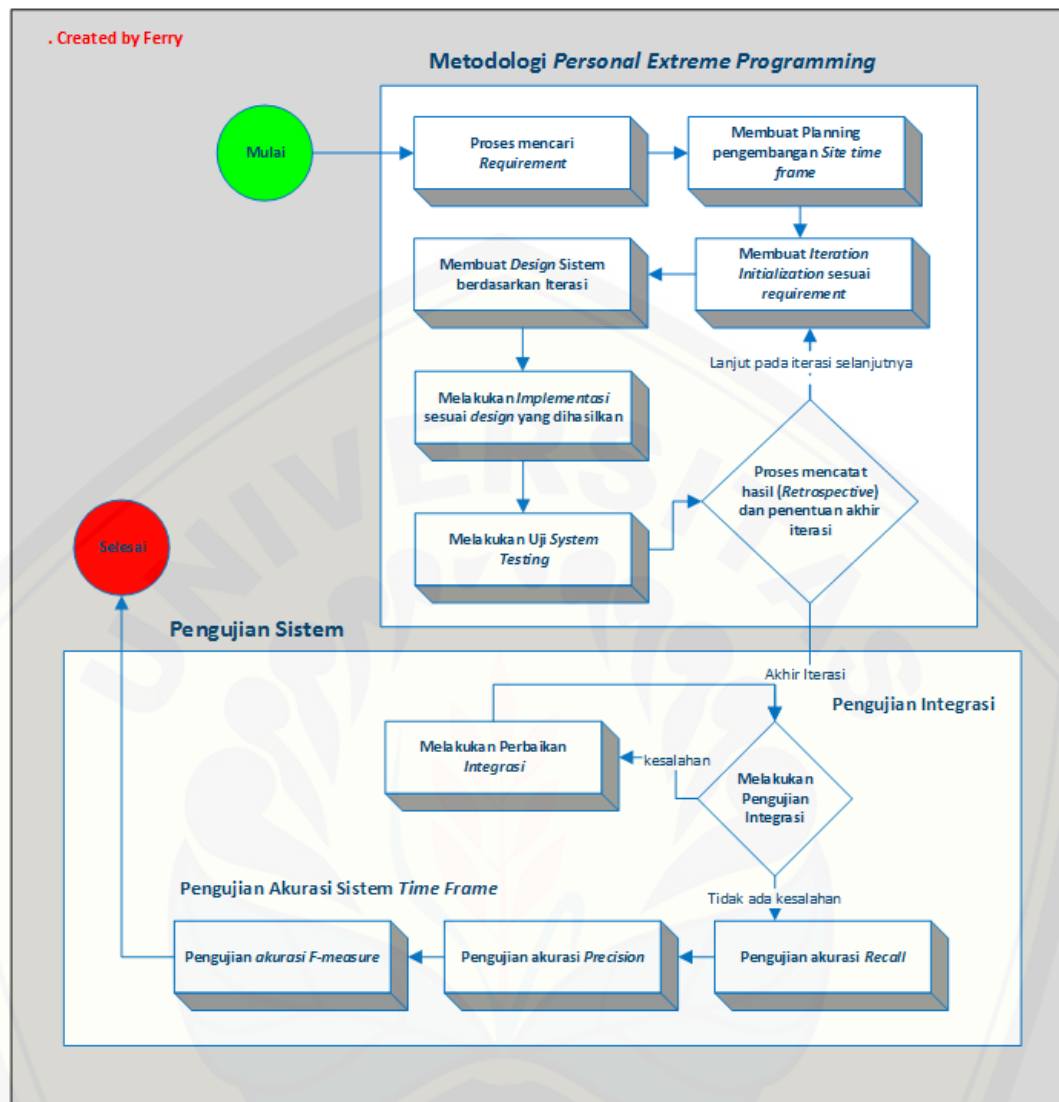 . Created by Ferry
Metodologi Personal Extreme Programming
Mulai
Proses mencari
Requirement
Membuat Planning
pengembangan Site time
frame
Membuat Design Sistem
berdasarkan Iterasi
Membuat Iteration
Initialization sesuai
requirement
Lanjut pada iterasi selanjutnya
Melakukan Implementasi
sesuai design yang dihasilkan
Proses mencatat
hasil (Retrospective)
dan penentuan akhir
iterasi
Melakukan Uji System
Testing
Selesai
Pengujian Sistem
Akhir Iterasi
Pengujian Integrasi
Melakukan Perbaikan
Integrasi
kesalahan
Melakukan
Pengujian
Integrasi
Tidak ada kesalahan
Pengujian Akurasi Sistem Time Frame
Pengujian akurasi F-measure
Pengujian akurasi Precision
Pengujian akurasi Recall
UNIVERSITAS